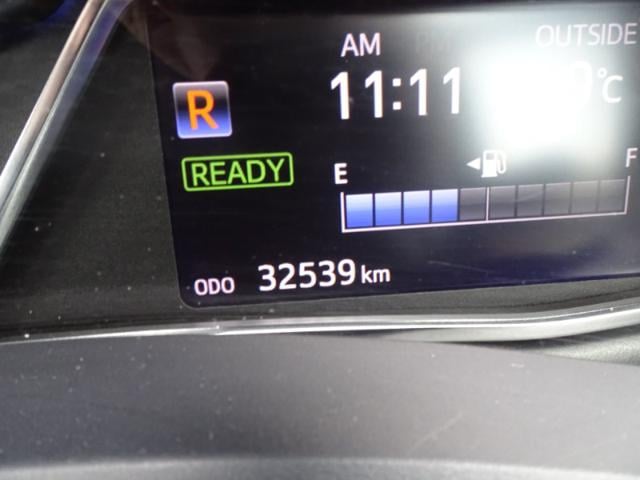 AM
OUTSIDE
R
11:11
℃
READY
E
F
ODO 32539 km